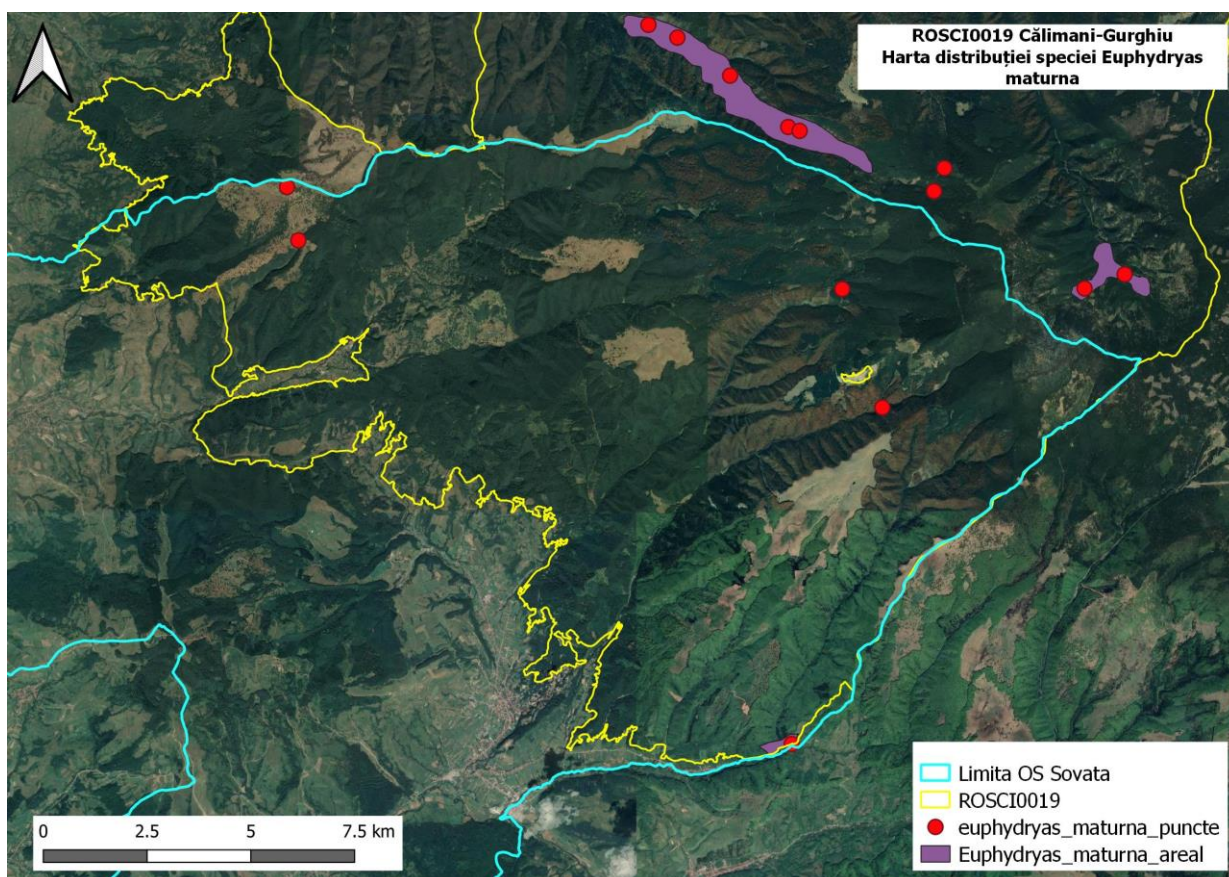 ROSCI0019 Călimani-Gurghiu
Harta distribuției speciei Euphydryas
maturna
Limita OS Sovata
ROSCI0019
euphydryas_maturna_puncte
Euphydryas_maturna_areal
0 2.5 5 7.5 km